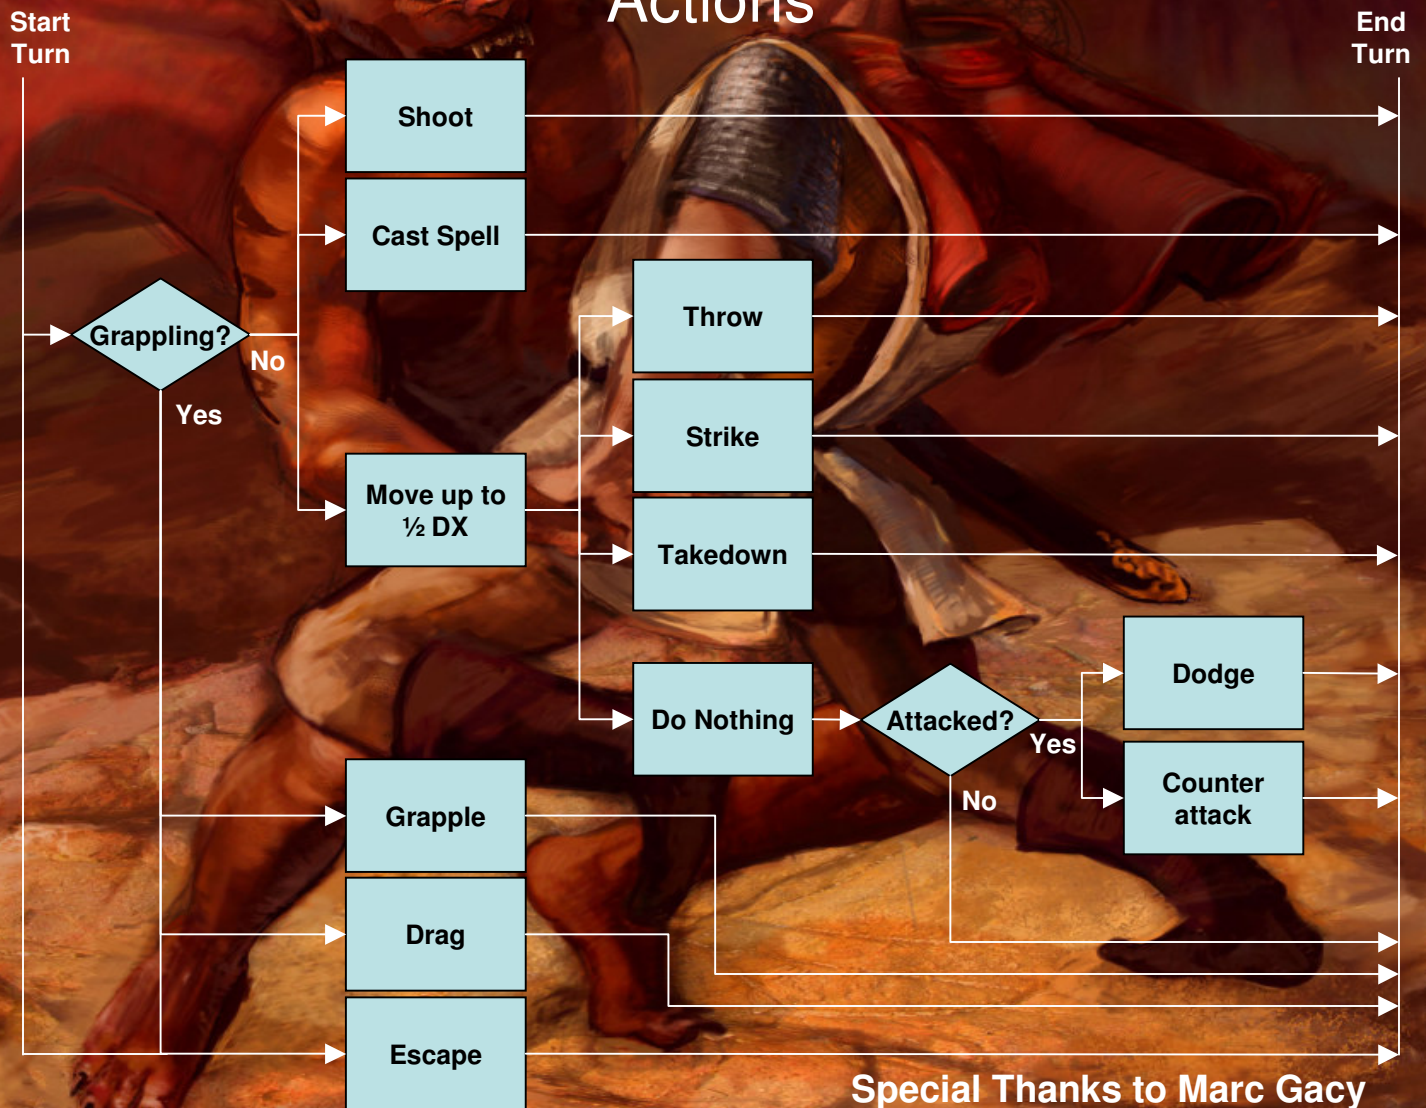 Actions
Start
Turn
End
Turn
Shoot
Cast Spell
Throw
Grappling?
No
Yes
Strike
Move up to
½ DX
Takedown
Dodge
Do Nothing
Attacked?
Yes
No
Counter
attack
Grapple
Drag
Escape
Special Thanks to Marc Gacy